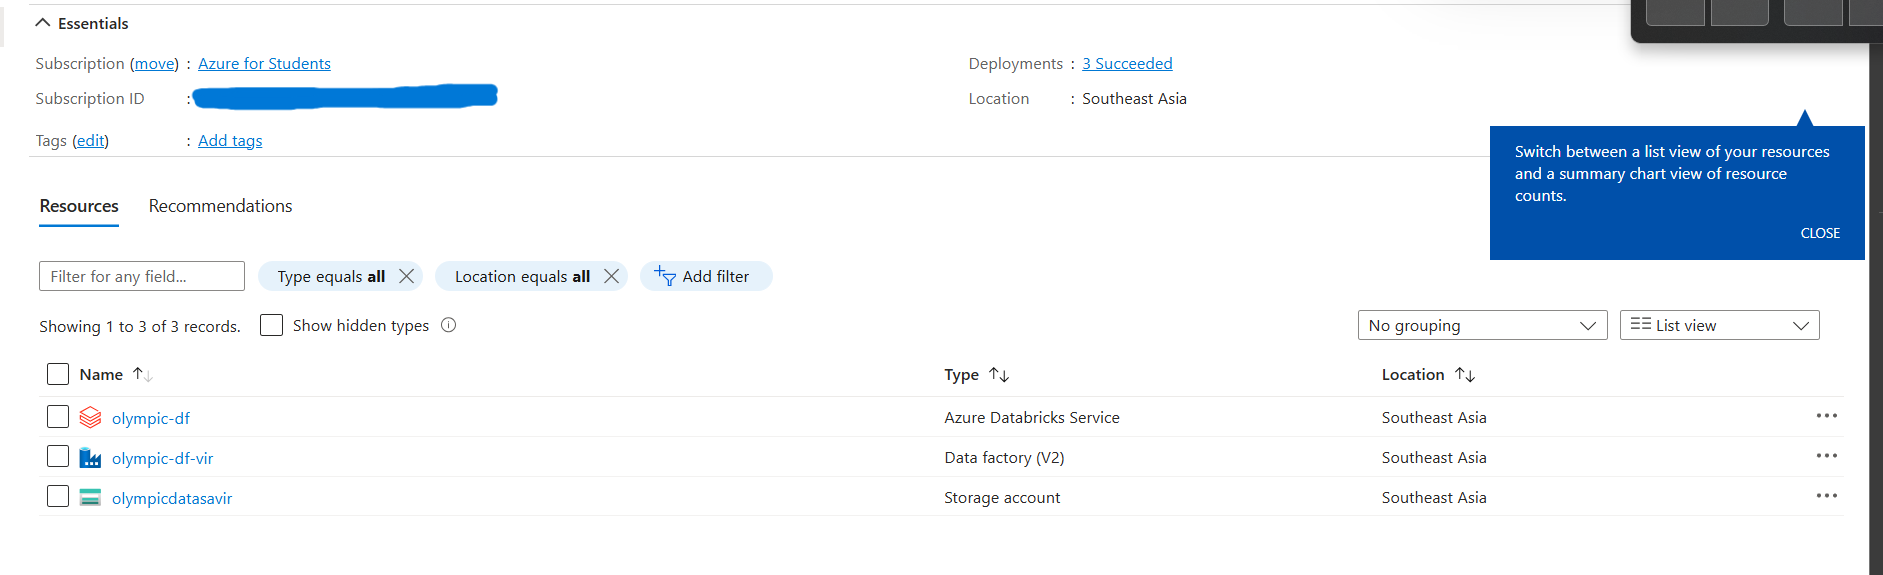 Essentials
Subscription (move) : Azure for Students
Deployments : 3 Succeeded
Subscription ID :
Location : Southeast Asia
Tags (edit) : Add tags
Switch between a list view of your resources
and a summary chart view of resource
counts.
CLOSE
Resources Recommendations
Filter for any field...
Type equals all
Location equals all
Add filter
Showing 1 to 3 of 3 records.
Show hidden types
No grouping
List view
Name Type Location
olympic-df Azure Databricks Service Southeast Asia
olympic-df-vir Data factory (V2) Southeast Asia
olympicdatasavir Storage account Southeast Asia